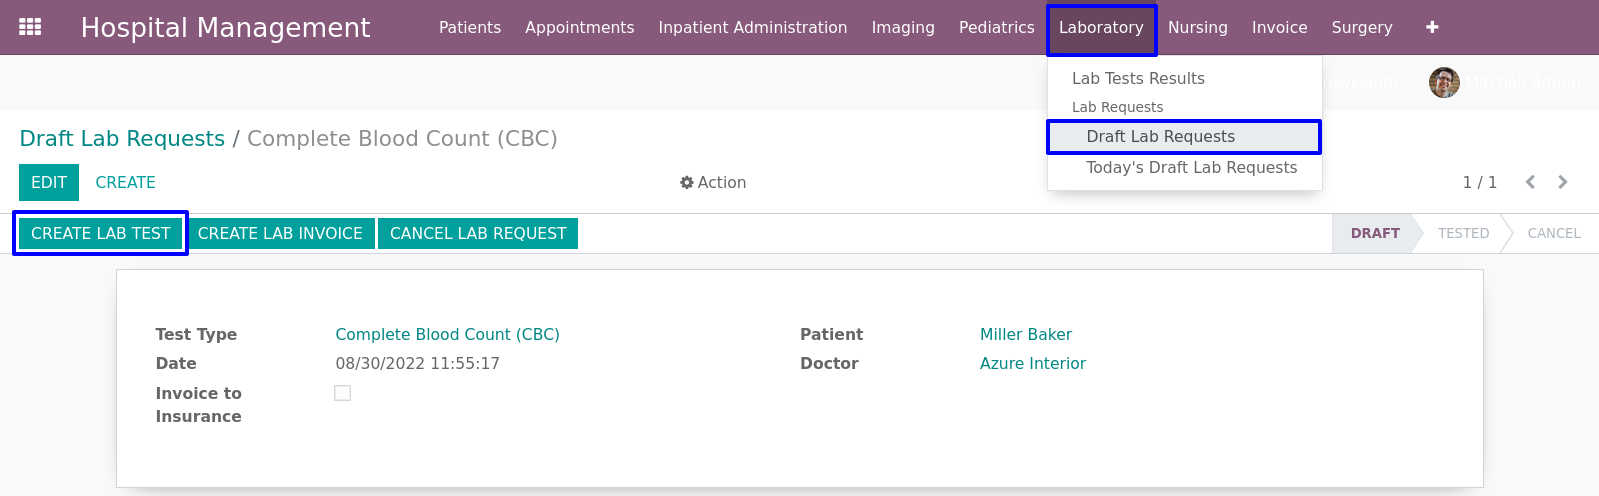 Hospital Management
Patients Appointments Inpatient Administration Imaging Pediatrics Laboratory Nursing Invoice Surgery +
Lab Tests Results
Mitchell Admin
Lab Requests
Draft Lab Requests / Complete Blood Count (CBC)
Draft Lab Requests
Today's Draft Lab Requests
EDIT CREATE Action 1 / 1
CREATE LAB TEST CREATE LAB INVOICE CANCEL LAB REQUEST DRAFT TESTED CANCEL
Test Type Complete Blood Count (CBC) Patient Miller Baker
Date 08/30/2022 11:55:17 Doctor Azure Interior
Invoice to
Insurance